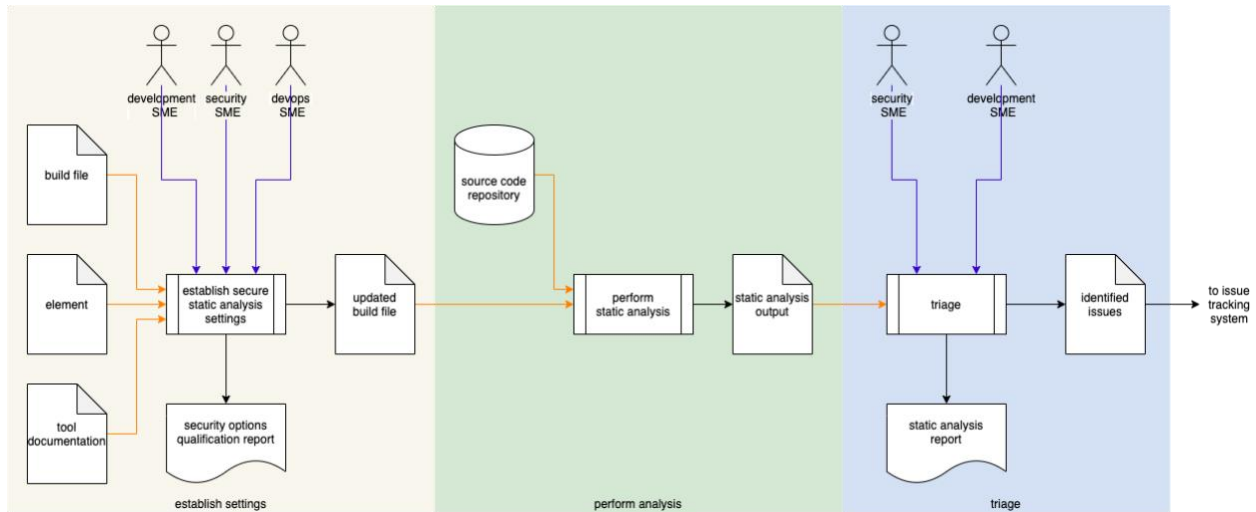 development
SME
security
SME
devops
SME
build file
element
tool
documentation
establish secure
static analysis
settings
updated
build file
security options
qualification report
establish settings
source code
repository
perform
static analysis
static analysis
output
perform analysis
security
SME
development
SME
triage
identified
issues
to issue
tracking
system
static analysis
report
triage